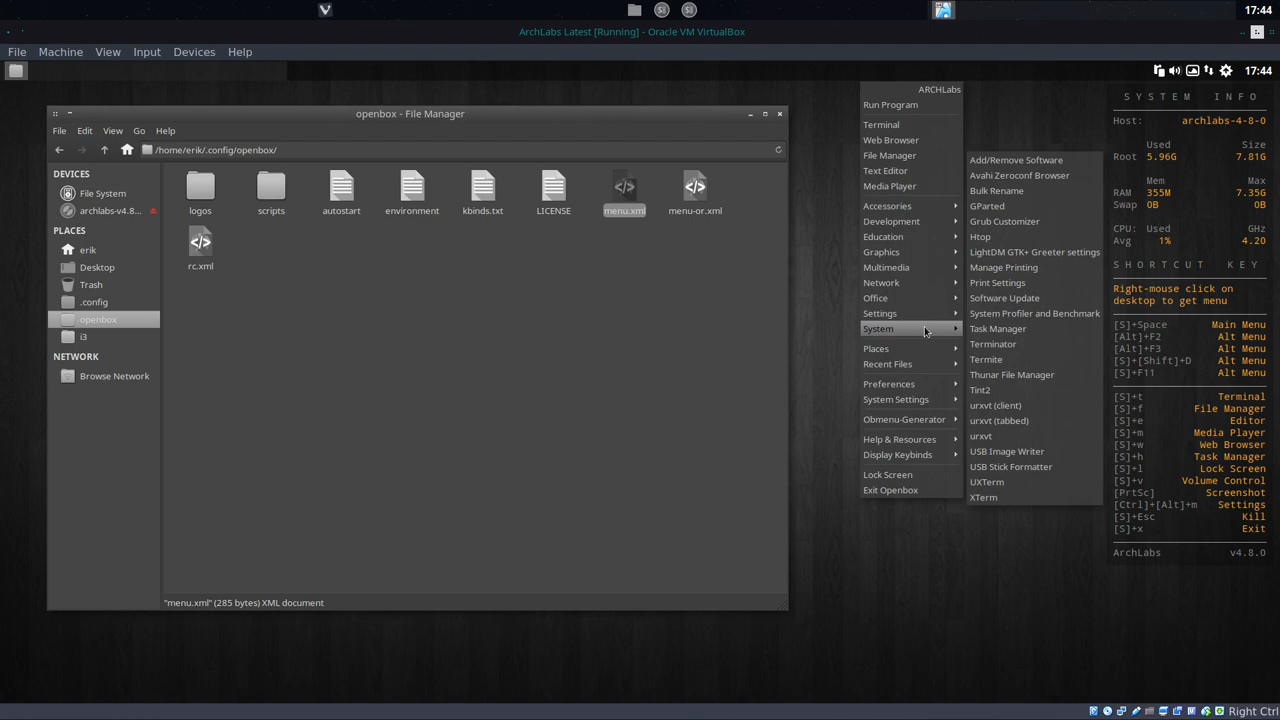 17:44
ArchLabs Latest [Running] - Oracle VM VirtualBox
File Machine View Input Devices Help
17:44
openbox - File Manager
File Edit View Go Help
/home/erik/.config/openbox/
DEVICES
File System
archlabs-v4.8...
PLACES
erik
Desktop
Trash
.config
openbox
i3
NETWORK
Browse Network
logos scripts autostart environment kbinds.txt LICENSE menu.xml menu-or.xml
rc.xml
"menu.xml" (285 bytes) XML document
ARCHLabs
Run Program
Terminal
Web Browser
File Manager
Text Editor
Media Player
Accessories
Development
Education
Graphics
Multimedia
Network
Office
Settings
System
Places
Recent Files
Preferences
System Settings
Obmenu-Generator
Help & Resources
Display Keybinds
Lock Screen
Exit Openbox
Add/Remove Software
Avahi Zeroconf Browser
Bulk Rename
GParted
Grub Customizer
Htop
LightDM GTK+ Greeter settings
Manage Printing
Print Settings
Software Update
System Profiler and Benchmark
Task Manager
Terminator
Termite
Thunar File Manager
Tint2
urxvt (client)
urxvt (tabbed)
urxvt
USB Image Writer
USB Stick Formatter
UXTerm
XTerm
SYSTEM INFO
Host: archlabs-4-8-0
Used Size
Root 5.96G 7.81G
Mem Max
RAM 355M 7.35G
Swap 0B 0B
CPU: Used GHz
Avg 1% 4.20
SHORTCUT KEY
Right-mouse click on
desktop to get menu
[S]+Space Main Menu
[Alt]+F2 Alt Menu
[Alt]+F3 Alt Menu
[S]+[Shift]+D Alt Menu
[S]+F11 Alt Menu
[S]+t Terminal
[S]+f File Manager
[S]+e Editor
[S]+m Media Player
[S]+w Web Browser
[S]+h Task Manager
[S]+l Lock Screen
[S]+v Volume Control
[PrtSc] Screenshot
[Ctrl]+[Alt]+m Settings
[S]+Esc Kill
[S]+x Exit
ArchLabs v4.8.0
Right Ctrl